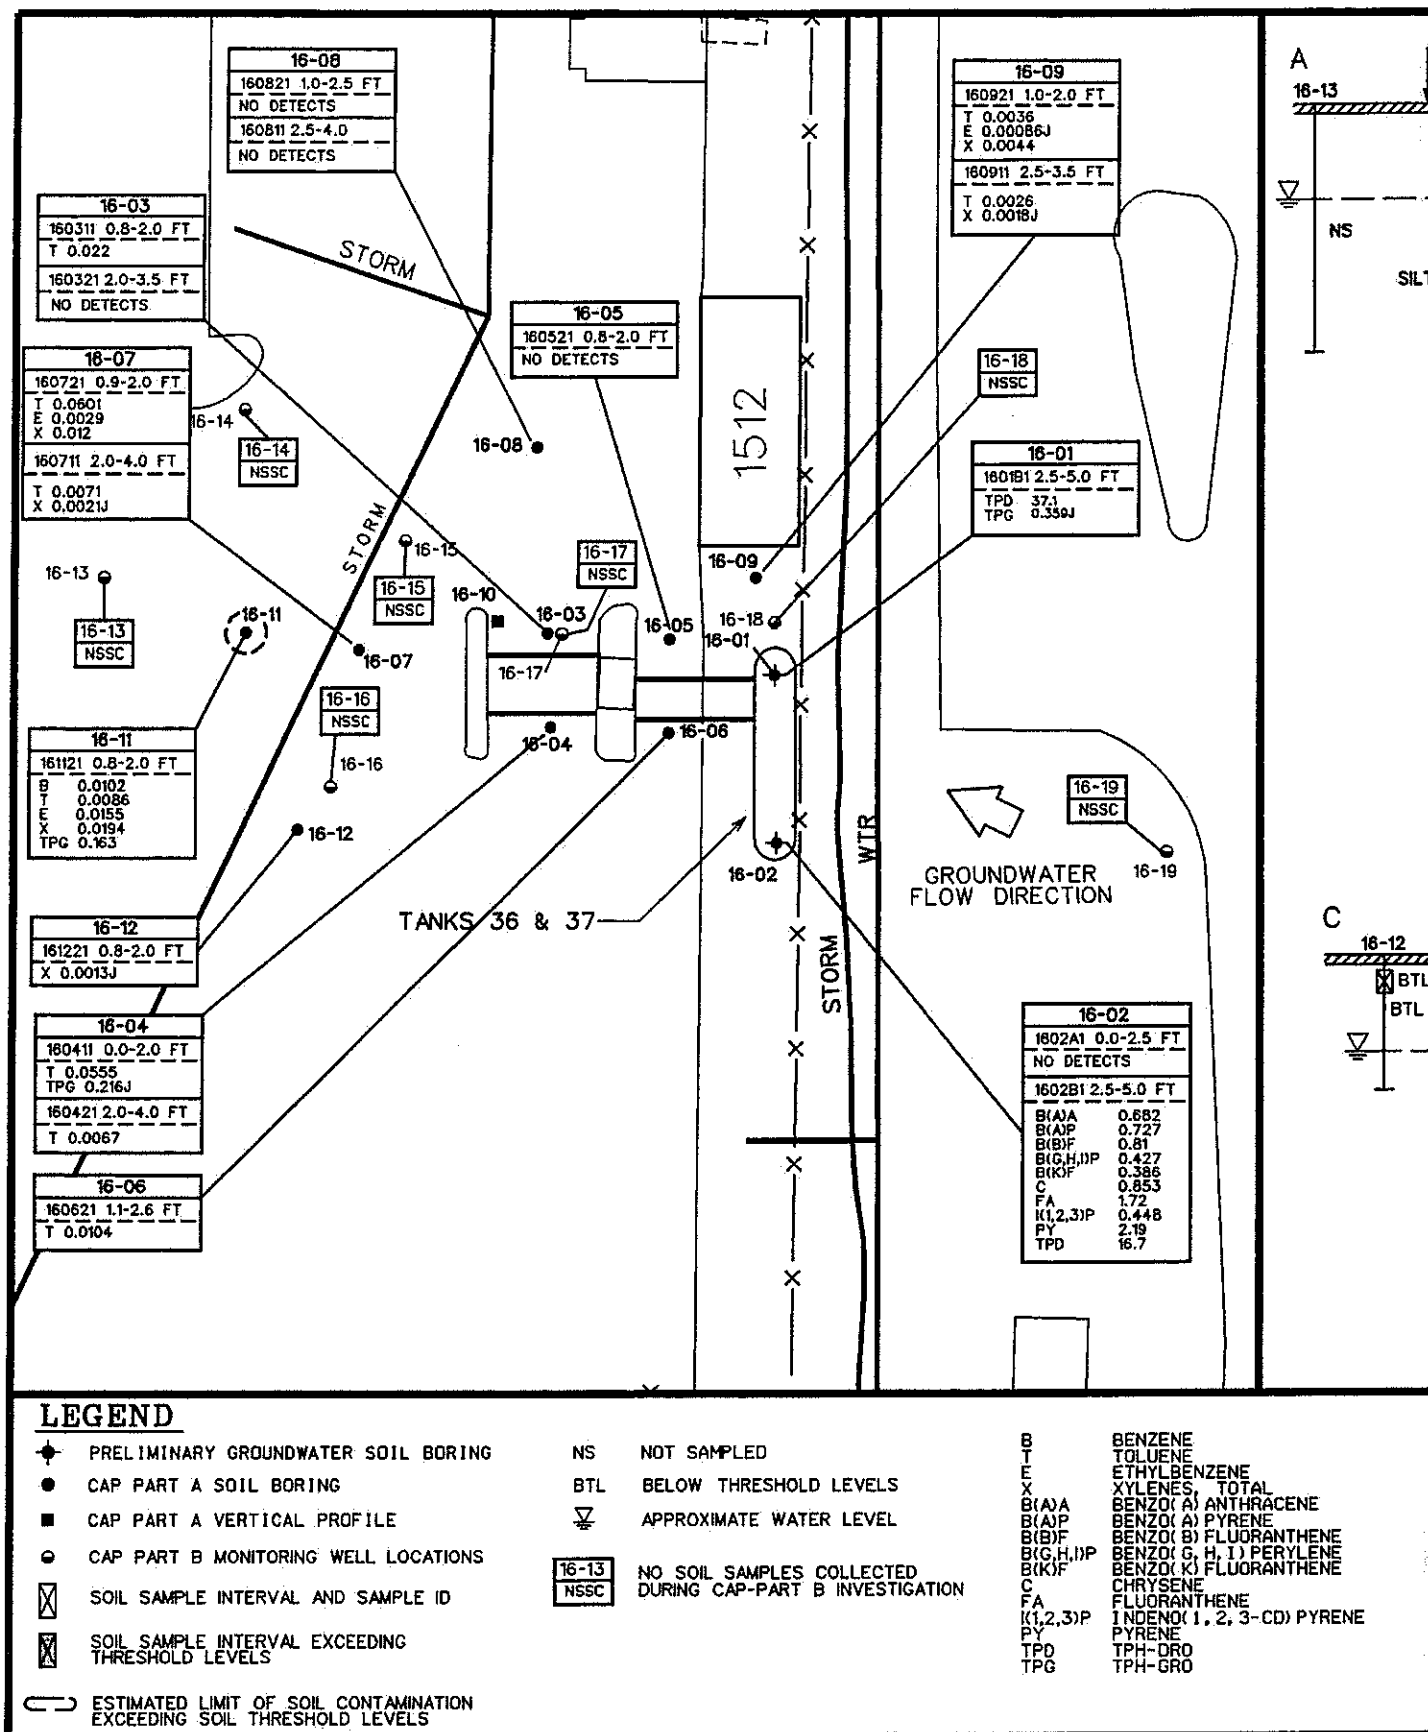 16-08
160821 1.0-2.5 FT
NO DETECTS
160811 2.5-4.0
NO DETECTS
16-09
160921 1.0-2.0 FT
T 0.0036
E 0.00086J
X 0.0044
160911 2.5-3.5 FT
T 0.0026
X 0.0018J
A
16-13
NS
SILT
16-03
160311 0.8-2.0 FT
T 0.022
160321 2.0-3.5 FT
NO DETECTS
STORM
16-05
160521 0.8-2.0 FT
NO DETECTS
1512
16-18
NSSC
16-07
160721 0.9-2.0 FT
T 0.0601
E 0.0029
X 0.012
160711 2.0-4.0 FT
T 0.0071
X 0.0021J
16-14
16-14
NSSC
16-08
16-01
1601B1 2.5-5.0 FT
TPD 37.1
TPG 0.359J
STORM
16-15
16-15
NSSC
16-17
NSSC
16-09
16-13
16-13
NSSC
16-11
16-07
16-10
16-03
16-17
16-05
16-18
16-01
16-16
NSSC
16-16
16-04
16-06
16-11
161121 0.8-2.0 FT
B 0.0102
T 0.0086
E 0.0155
X 0.0194
TPG 0.163
16-12
16-02
WTR
16-19
NSSC
16-19
GROUNDWATER
FLOW DIRECTION
TANKS 36 & 37
STORM
C
16-12
BTL
BTL
16-12
161221 0.8-2.0 FT
X 0.0013J
16-04
160411 0.0-2.0 FT
T 0.0555
TPG 0.216J
160421 2.0-4.0 FT
T 0.0067
16-06
160621 1.1-2.6 FT
T 0.0104
16-02
1602A1 0.0-2.5 FT
NO DETECTS
1602B1 2.5-5.0 FT
B(A)A 0.682
B(A)P 0.727
B(B)F 0.81
B(G,H,I)P 0.427
B(K)F 0.386
C 0.853
FA 1.72
I(1,2,3)P 0.448
PY 2.19
TPD 16.7
LEGEND
PRELIMINARY GROUNDWATER SOIL BORING
CAP PART A SOIL BORING
CAP PART A VERTICAL PROFILE
CAP PART B MONITORING WELL LOCATIONS
SOIL SAMPLE INTERVAL AND SAMPLE ID
SOIL SAMPLE INTERVAL EXCEEDING
THRESHOLD LEVELS
ESTIMATED LIMIT OF SOIL CONTAMINATION
EXCEEDING SOIL THRESHOLD LEVELS
NS NOT SAMPLED
BTL BELOW THRESHOLD LEVELS
APPROXIMATE WATER LEVEL
16-13
NSSC
NO SOIL SAMPLES COLLECTED
DURING CAP-PART B INVESTIGATION
B BENZENE
T TOLUENE
E ETHYLBENZENE
X XYLENES, TOTAL
B(A)A BENZO(A)ANTHRACENE
B(A)P BENZO(A)PYRENE
B(B)F BENZO(B)FLUORANTHENE
B(G,H,I)P BENZO(G,H,I)PERYLENE
B(K)F BENZO(K)FLUORANTHENE
C CHRYSENE
FA FLUORANTHENE
I(1,2,3)P INDENO(1,2,3-CD)PYRENE
PY PYRENE
TPD TPH-DRO
TPG TPH-GRO